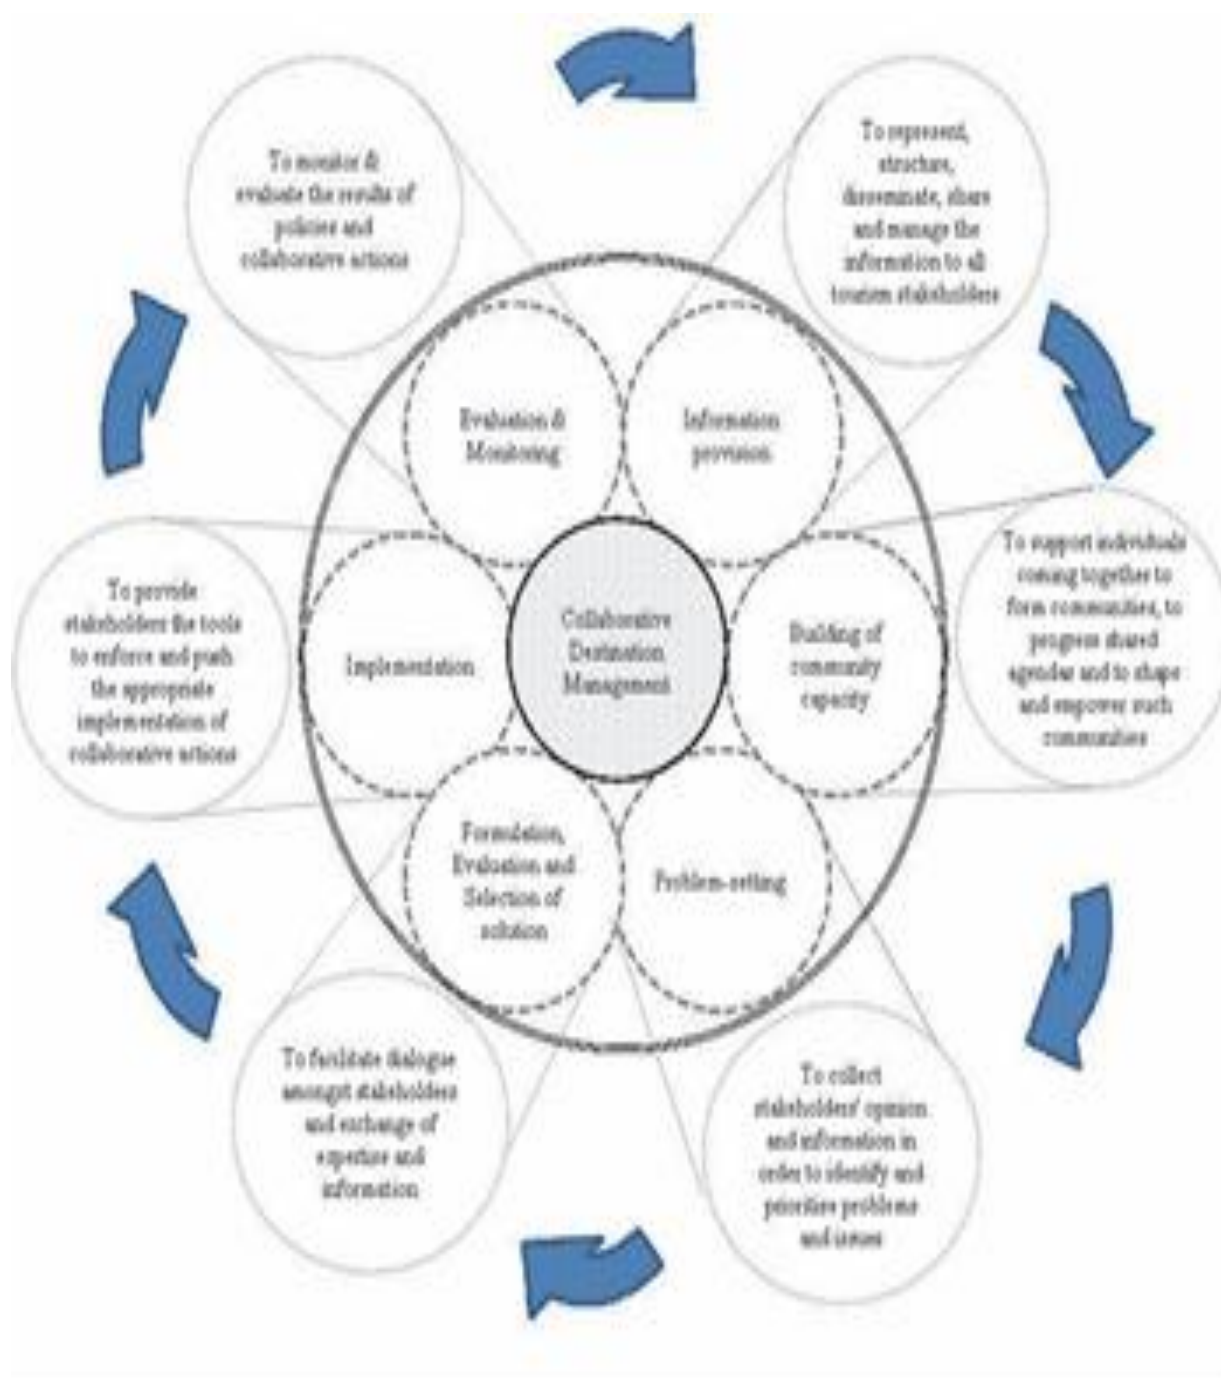 To monitor &
evaluate the results of
policies and
collaborative actions
To represent,
structure,
disseminate, share
and manage the
information to all
tourism stakeholders
Evaluation &
Monitoring
Information
provision
To provide
stakeholders the tools
to enforce and push
the appropriate
implementation of
collaborative actions
Implementation
Collaborative
Destination
Management
Building of
community
capacity
To support individuals
coming together to
form communities, to
progress shared
agendas and to shape
and empower such
communities
Formulation,
Evaluation and
Selection of
solution
Problem-setting
To facilitate dialogue
amongst stakeholders
and exchange of
expertise and
information
To collect
stakeholders' opinion
and information in
order to identify and
prioritise problems
and issues